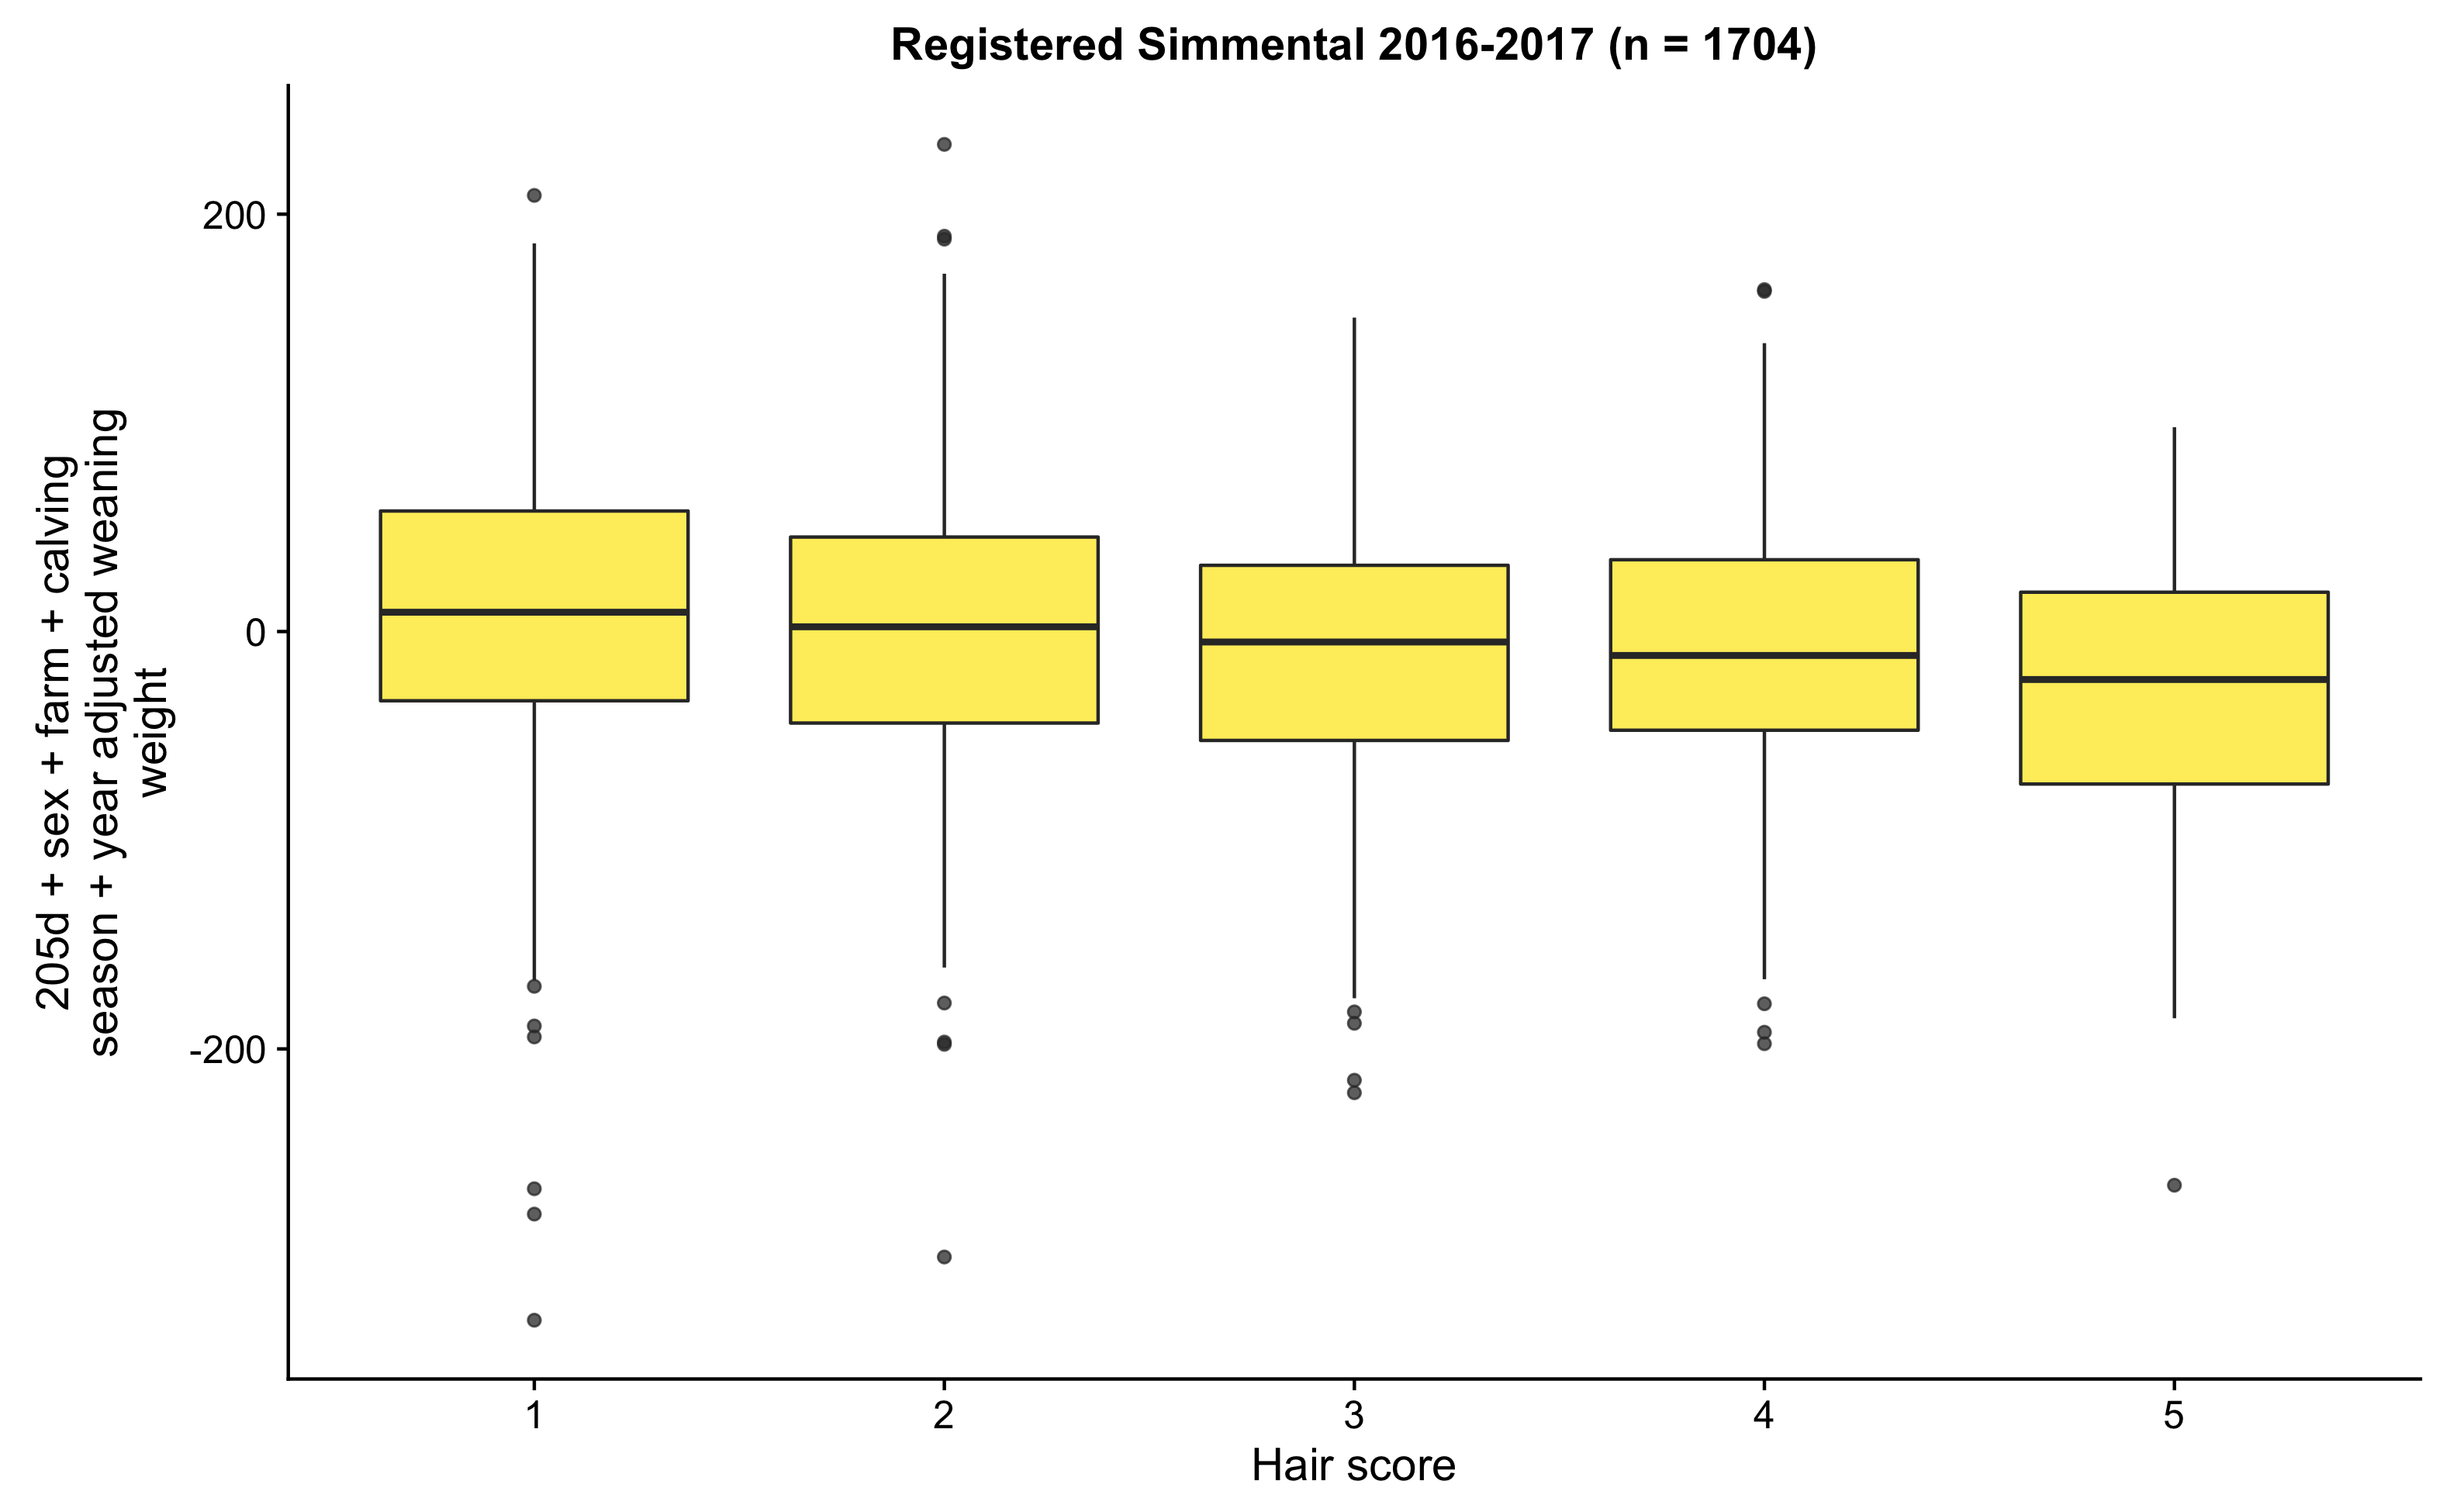 Registered Simmental 2016-2017 (n = 1704)
205d + sex + farm + calving
season + year adjusted weaning
weight
200
0
-200
1
2
3
4
5
Hair score